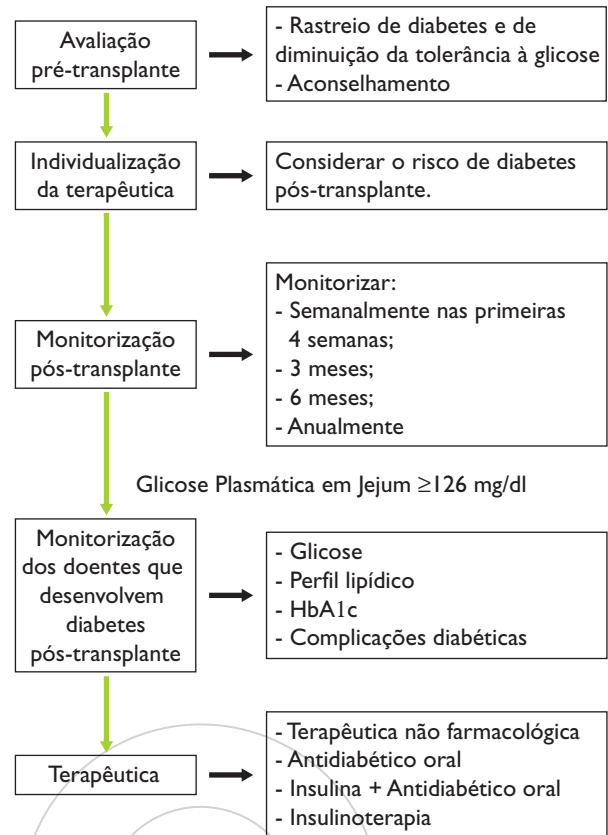 Avaliação
pré-transplante
- Rastreio de diabetes e de
diminuição da tolerância à glicose
- Aconselhamento
Individualização
da terapêutica
Considerar o risco de diabetes
pós-transplante.
Monitorização
pós-transplante
Monitorizar:
- Semanalmente nas primeiras
4 semanas;
- 3 meses;
- 6 meses;
- Anualmente
Glicose Plasmática em Jejum ≥126 mg/dl
Monitorização
dos doentes que
desenvolvem
diabetes
pós-transplante
- Glicose
- Perfil lipídico
- HbA1c
- Complicações diabéticas
Terapêutica
- Terapêutica não farmacológica
- Antidiabético oral
- Insulina + Antidiabético oral
- Insulinoterapia